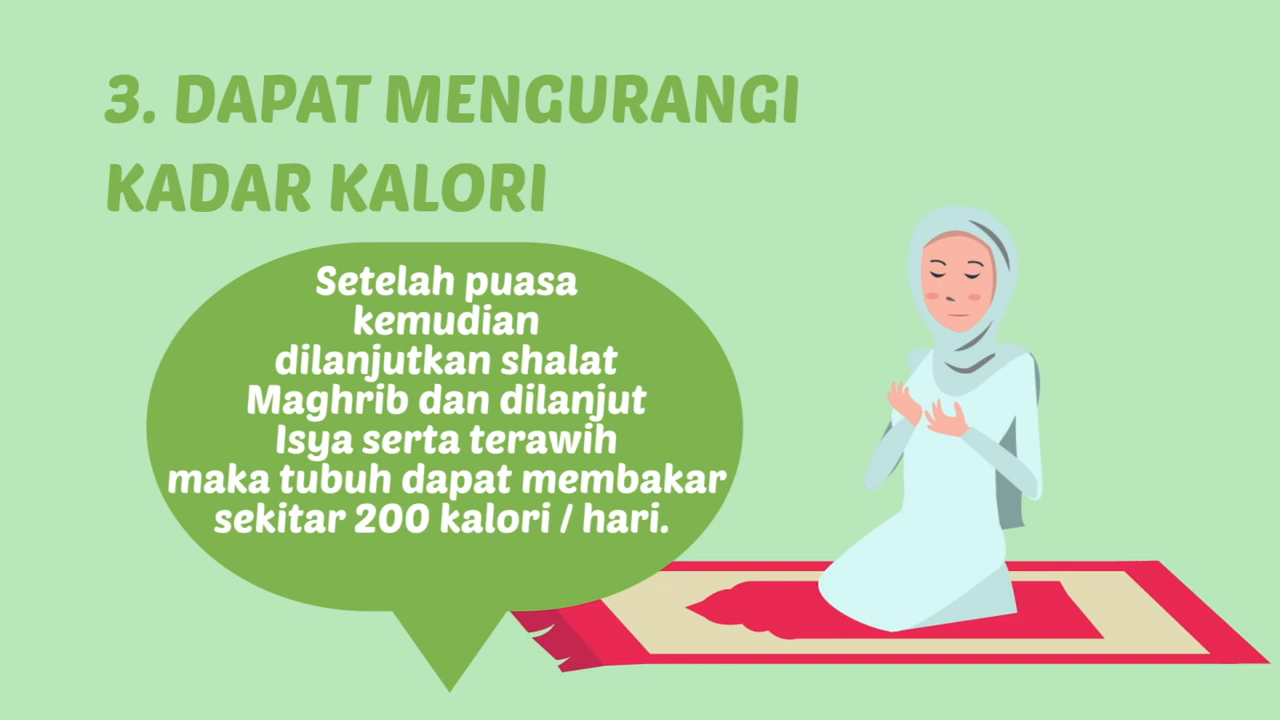 3. DAPAT MENGURANGI
KADAR KALORI
Setelah puasa
kemudian
dilanjutkan shalat
Maghrib dan dilanjut
Isya serta terawih
maka tubuh dapat membakar
sekitar 200 kalori / hari.